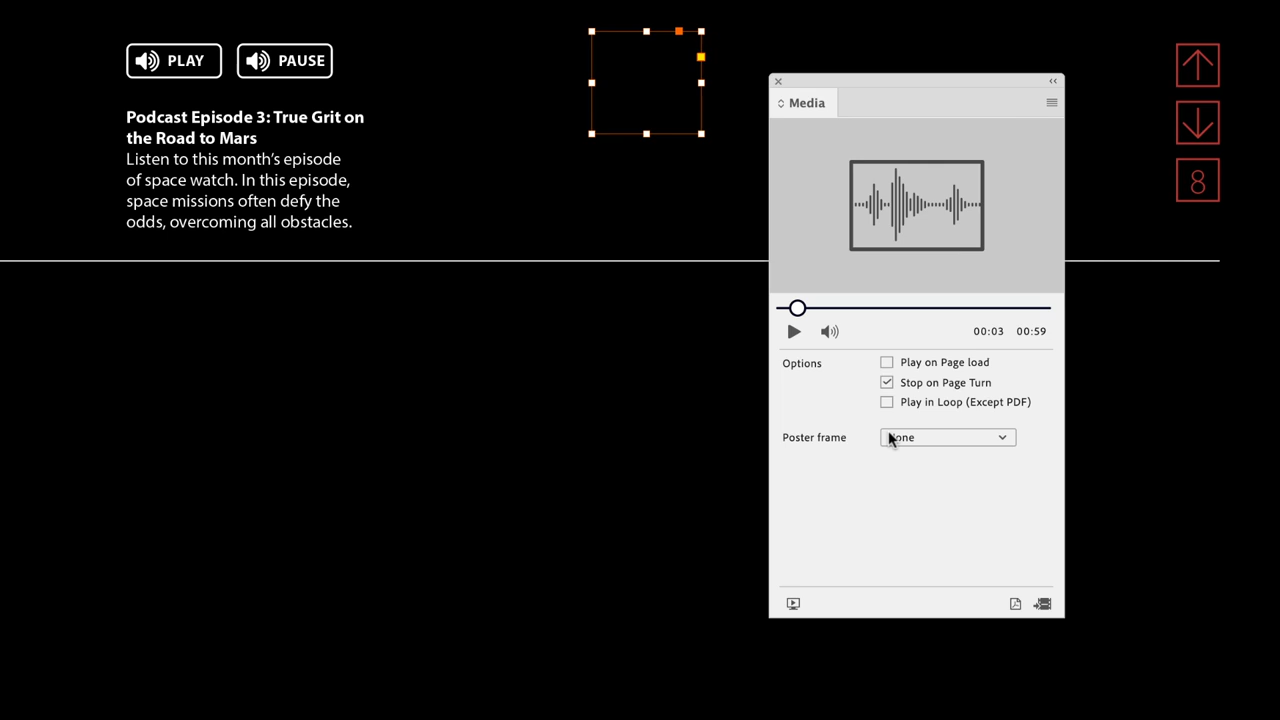 PLAY
PAUSE
Podcast Episode 3: True Grit on
the Road to Mars
Listen to this month’s episode
of space watch. In this episode,
space missions often defy the
odds, overcoming all obstacles.
8
Media
00:03 00:59
Options
Play on Page load
Stop on Page Turn
Play in Loop (Except PDF)
Poster frame